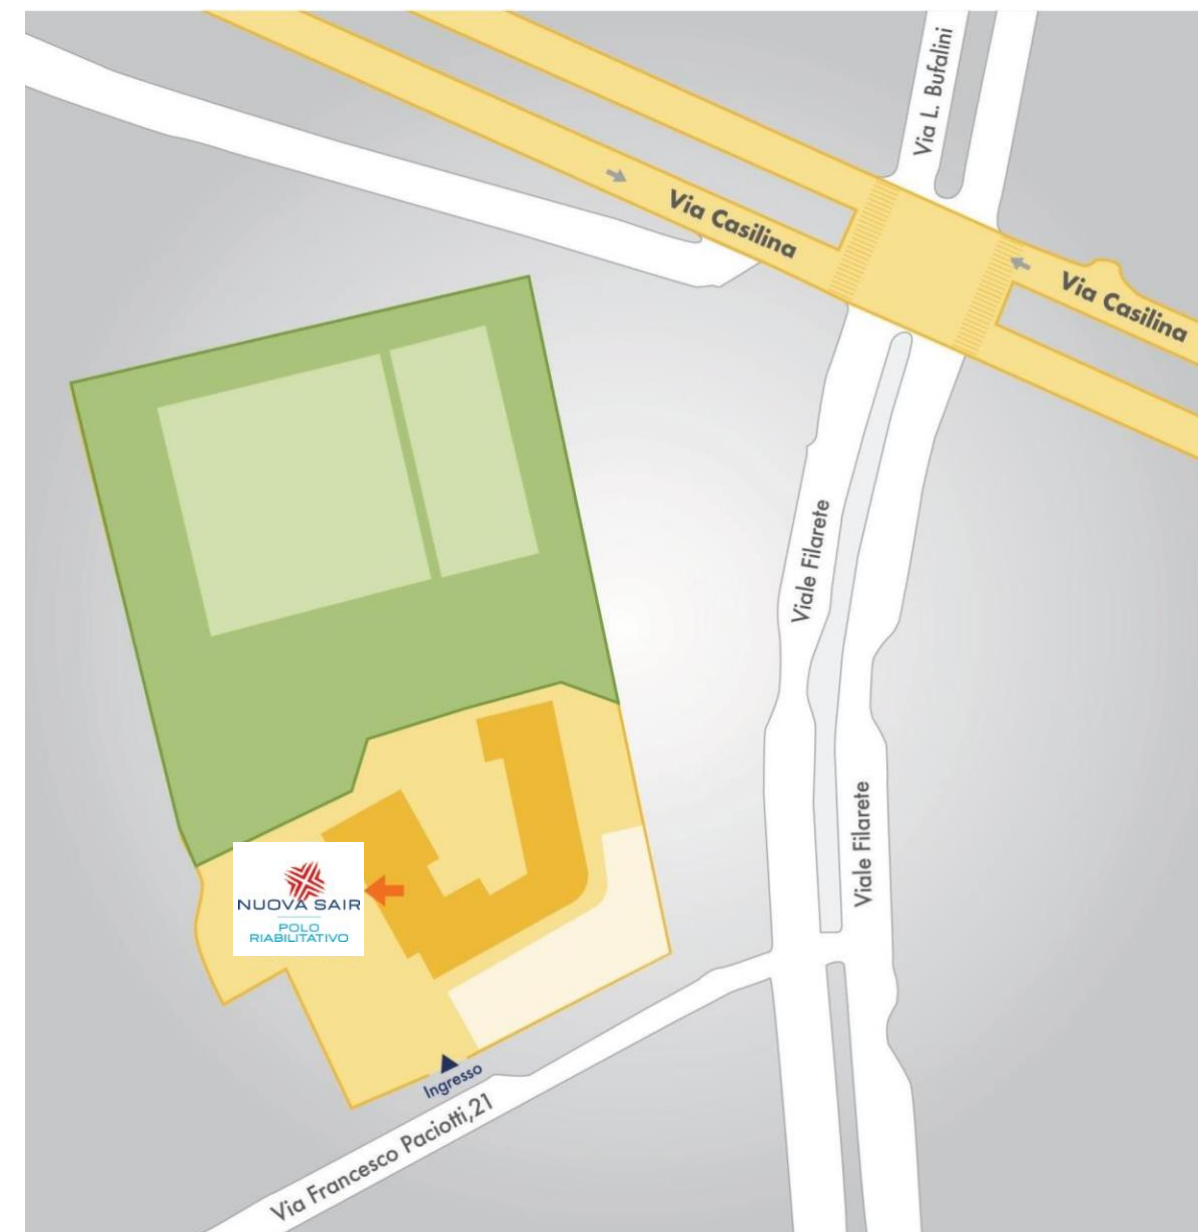 Via L. Bufalini
Via Casilina
Via Casilina
Viale Filarete
Viale Filarete
NUOVA SAIR
POLO
RIABILITATIVO
Ingresso
Via Francesco Paciotti,21